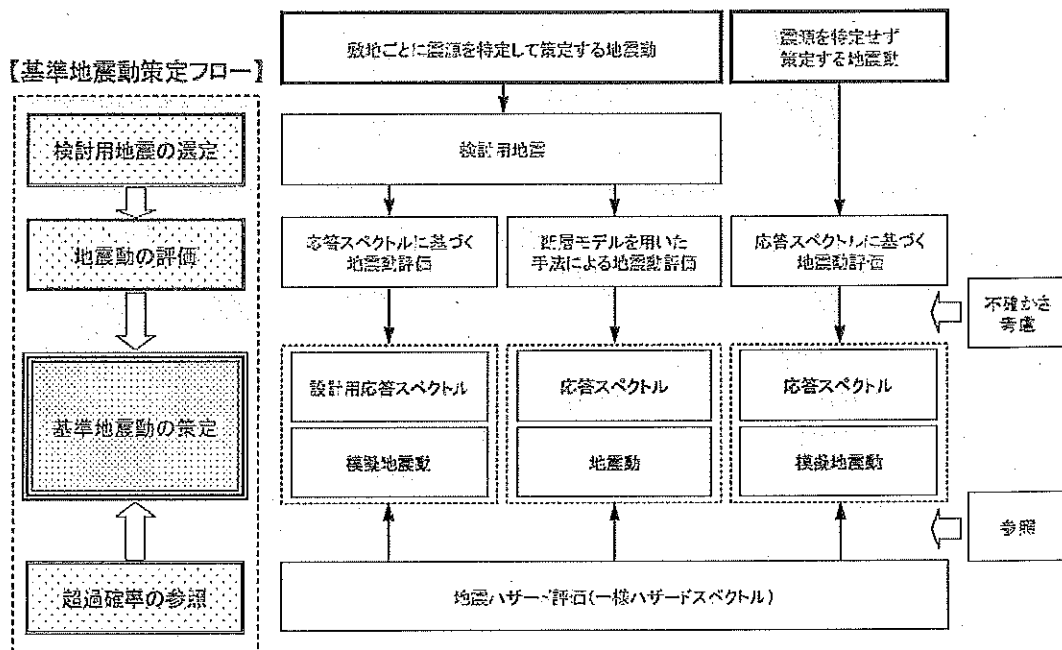 【基準地震動策定フロー】
検討用地震の選定
地震動の評価
基準地震動の策定
超過確率の参照
敷地ごとに震源を特定して策定する地震動
震源を特定せず
策定する地震動
検討用地震
応答スペクトルに基づく
地震動評価
断層モデルを用いた
手法による地震動評価
応答スペクトルに基づく
地震動評価
不確かさ
考慮
設計用応答スペクトル
模擬地震動
応答スペクトル
地震動
応答スペクトル
模擬地震動
参照
地震ハザード評価(一様ハザードスペクトル)